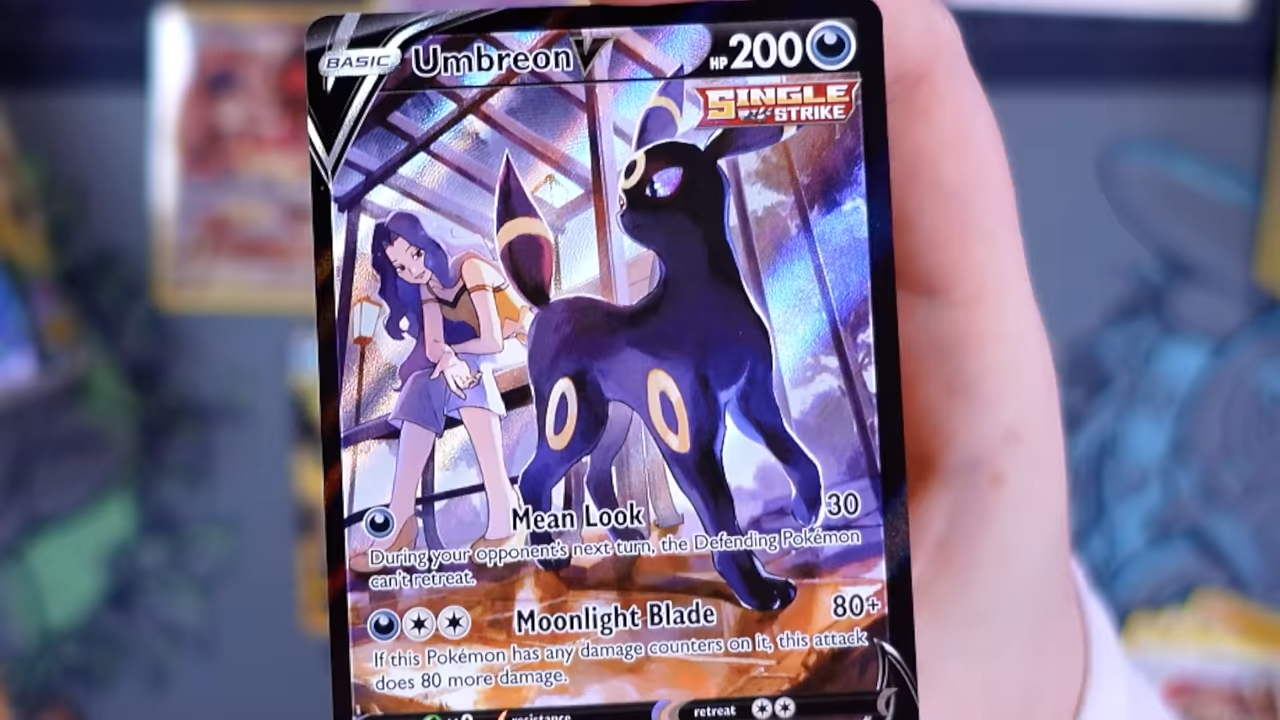 BASIC Umbreon V HP 200
SINGLE
STRIKE
Mean Look 30
During your opponent's next turn, the Defending Pokémon
can't retreat.
Moonlight Blade 80+
If this Pokémon has any damage counters on it, this attack
does 80 more damage.
resistance retreat